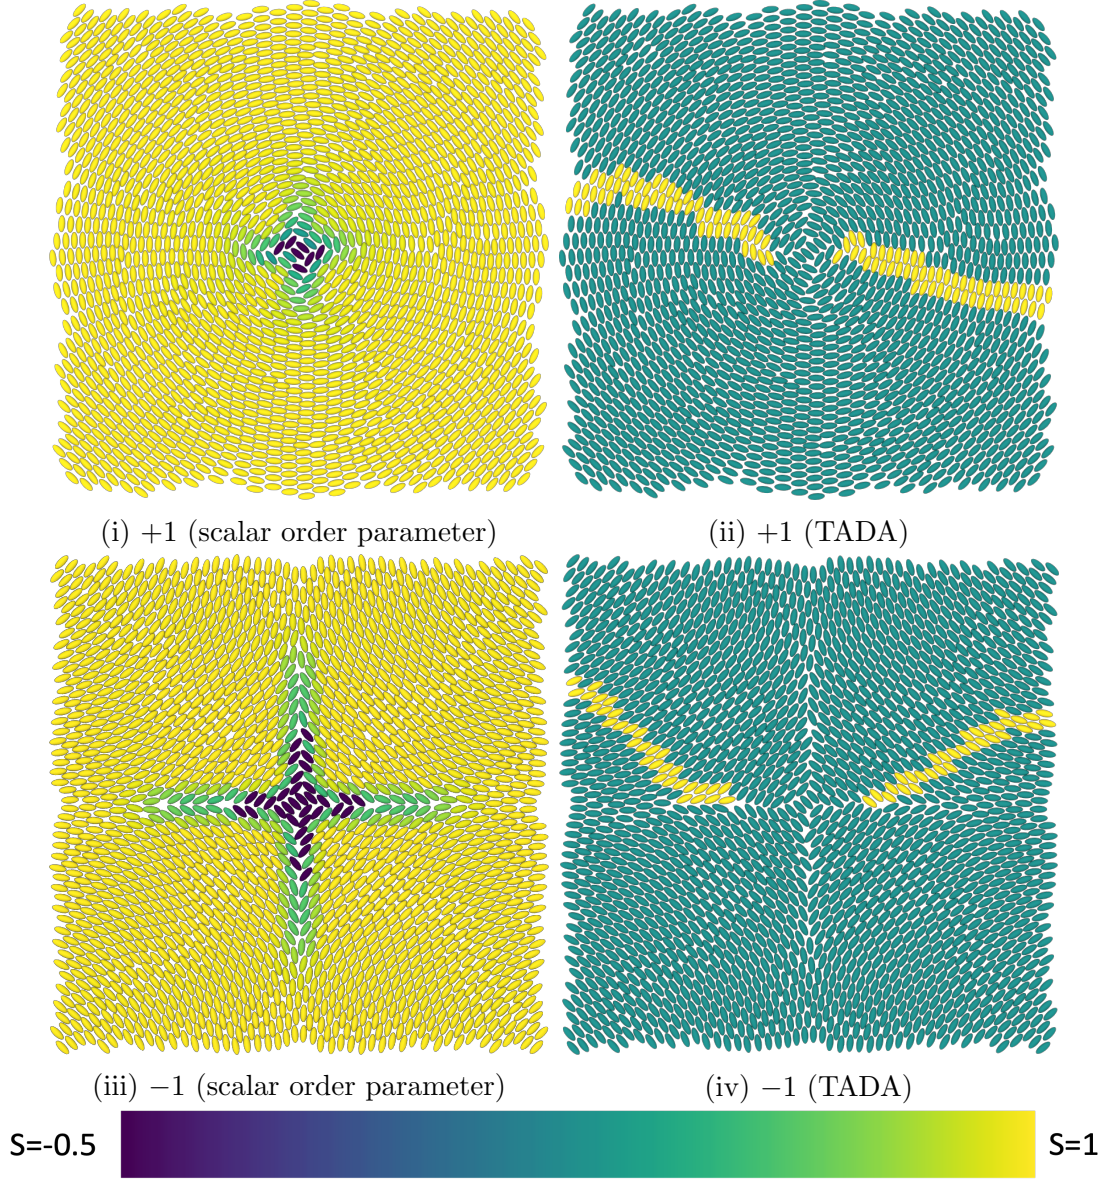 (i) +1 (scalar order parameter)
(ii) +1 (TADA)
(iii) −1 (scalar order parameter)
(iv) −1 (TADA)
S=-0.5
S=1